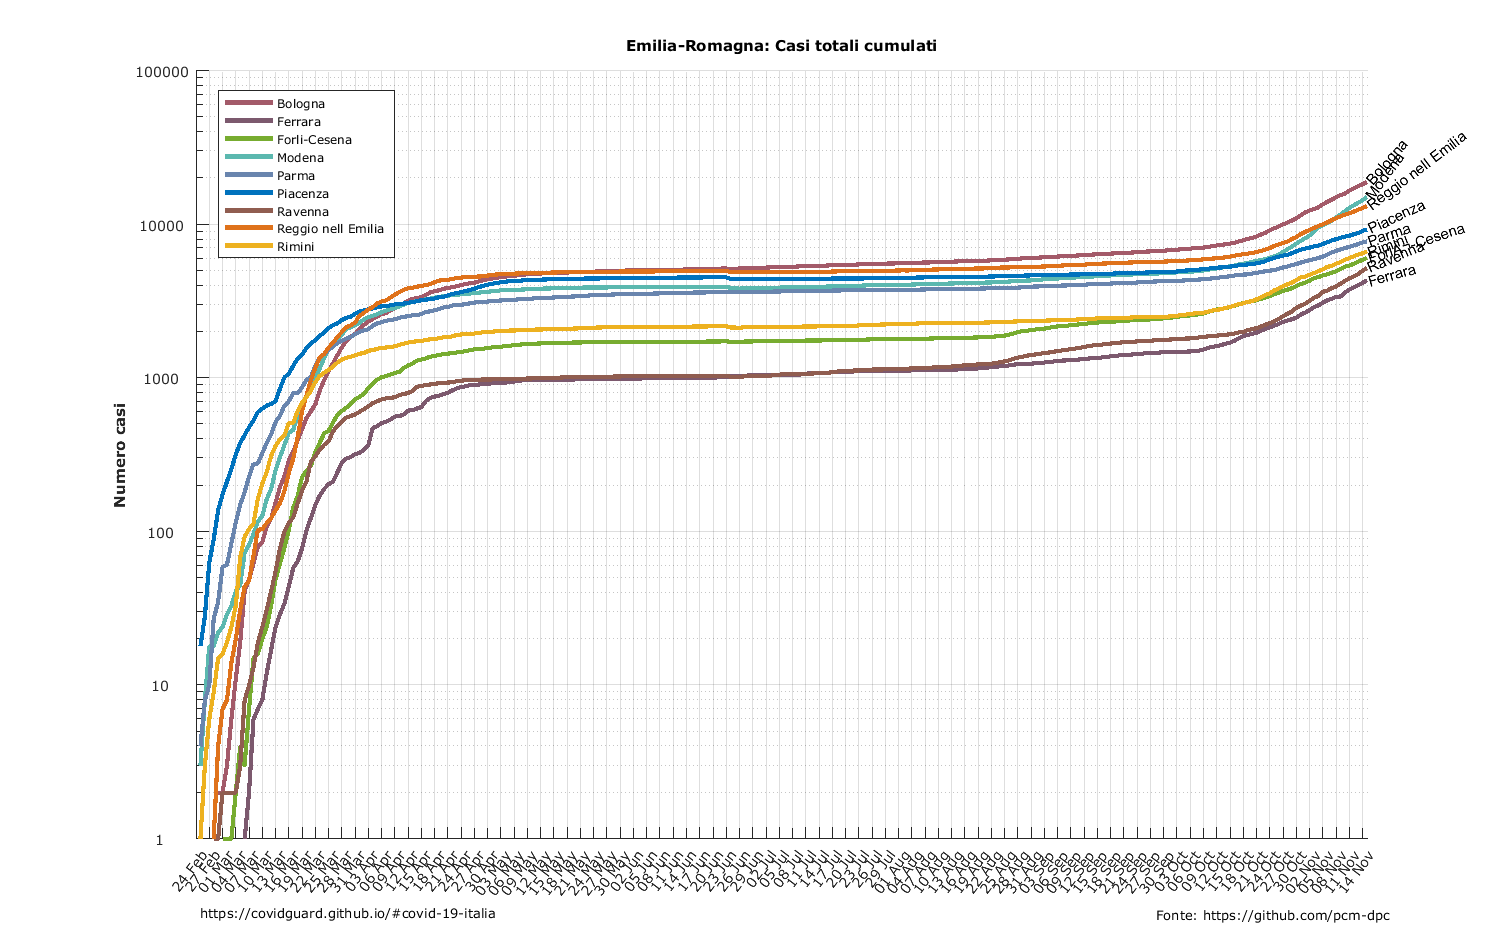 Emilia-Romagna: Casi totali cumulati
100000
10000
1000
100
10
1
Numero casi
Bologna
Ferrara
Forli-Cesena
Modena
Parma
Piacenza
Ravenna
Reggio nell Emilia
Rimini
Bologna
Modena
Reggio nell Emilia
Piacenza
Parma
Rimini
Forli-Cesena
Ravenna
Ferrara
24 Feb
27 Feb
01 Mar
04 Mar
07 Mar
10 Mar
13 Mar
16 Mar
19 Mar
22 Mar
25 Mar
28 Mar
31 Mar
03 Apr
06 Apr
09 Apr
12 Apr
15 Apr
18 Apr
21 Apr
24 Apr
27 Apr
30 Apr
03 May
06 May
09 May
12 May
15 May
18 May
21 May
24 May
27 May
30 May
02 Jun
05 Jun
08 Jun
11 Jun
14 Jun
17 Jun
20 Jun
23 Jun
26 Jun
29 Jun
02 Jul
05 Jul
08 Jul
11 Jul
14 Jul
17 Jul
20 Jul
23 Jul
26 Jul
29 Jul
01 Aug
04 Aug
07 Aug
10 Aug
13 Aug
16 Aug
19 Aug
22 Aug
25 Aug
28 Aug
31 Aug
03 Sep
06 Sep
09 Sep
12 Sep
15 Sep
18 Sep
21 Sep
24 Sep
27 Sep
30 Sep
03 Oct
06 Oct
09 Oct
12 Oct
15 Oct
18 Oct
21 Oct
24 Oct
27 Oct
30 Oct
02 Nov
05 Nov
08 Nov
11 Nov
14 Nov
https://covidguard.github.io/#covid-19-italia
Fonte: https://github.com/pcm-dpc